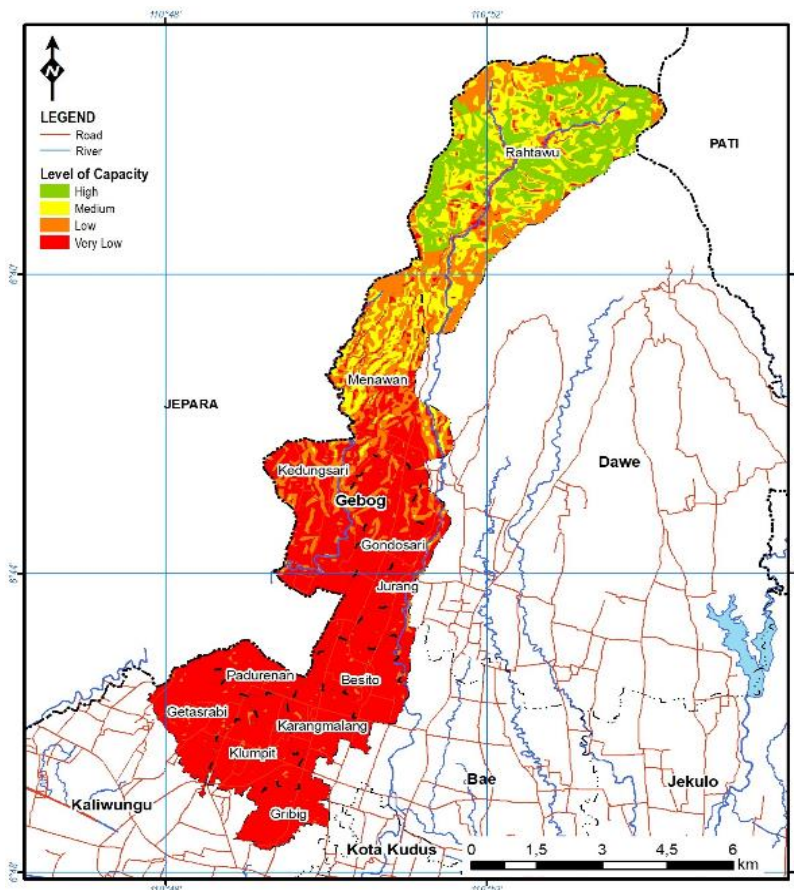 N
LEGEND
Road
River
Level of Capacity
High
Medium
Low
Very Low
PATI
Rahtawu
Menawan
JEPARA
Kedungsari
Dawe
Gebog
Gondosari
Jurang
Padurenan
Besito
Getasrabi
Karangmalang
Klumpit
Kaliwungu
Bae
Jekulo
Gribig
Kota Kudus
0 1,5 3 4,5 6
km